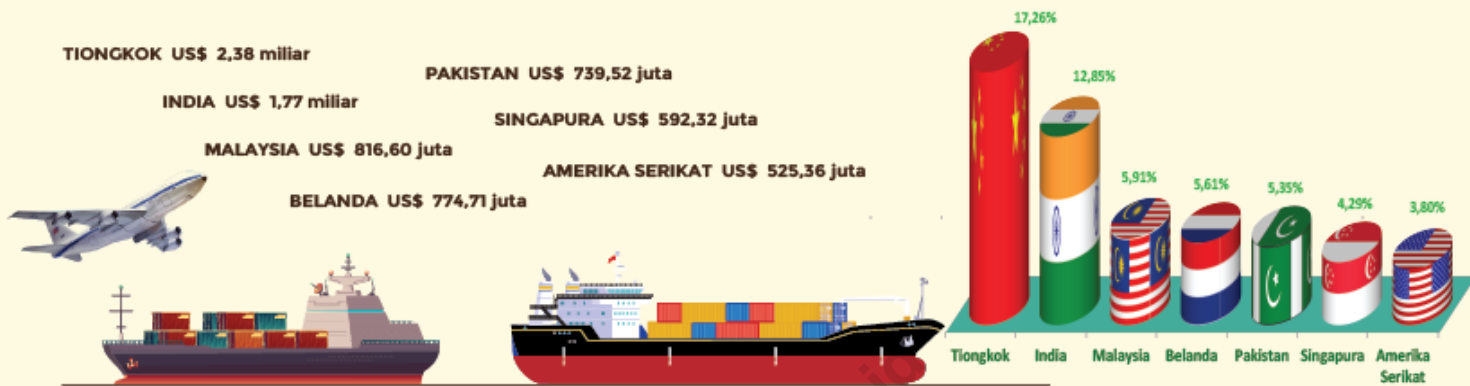 TIONGKOK US$ 2,38 miliar
INDIA US$ 1,77 miliar
MALAYSIA US$ 816,60 juta
BELANDA US$ 774,71 juta
PAKISTAN US$ 739,52 juta
SINGAPURA US$ 592,32 juta
AMERIKA SERIKAT US$ 525,36 juta
17,26%
12,85%
5,91%
5,61%
5,35%
4,29%
3,80%
Tiongkok
India
Malaysia
Belanda
Pakistan
Singapura
Amerika
Serikat